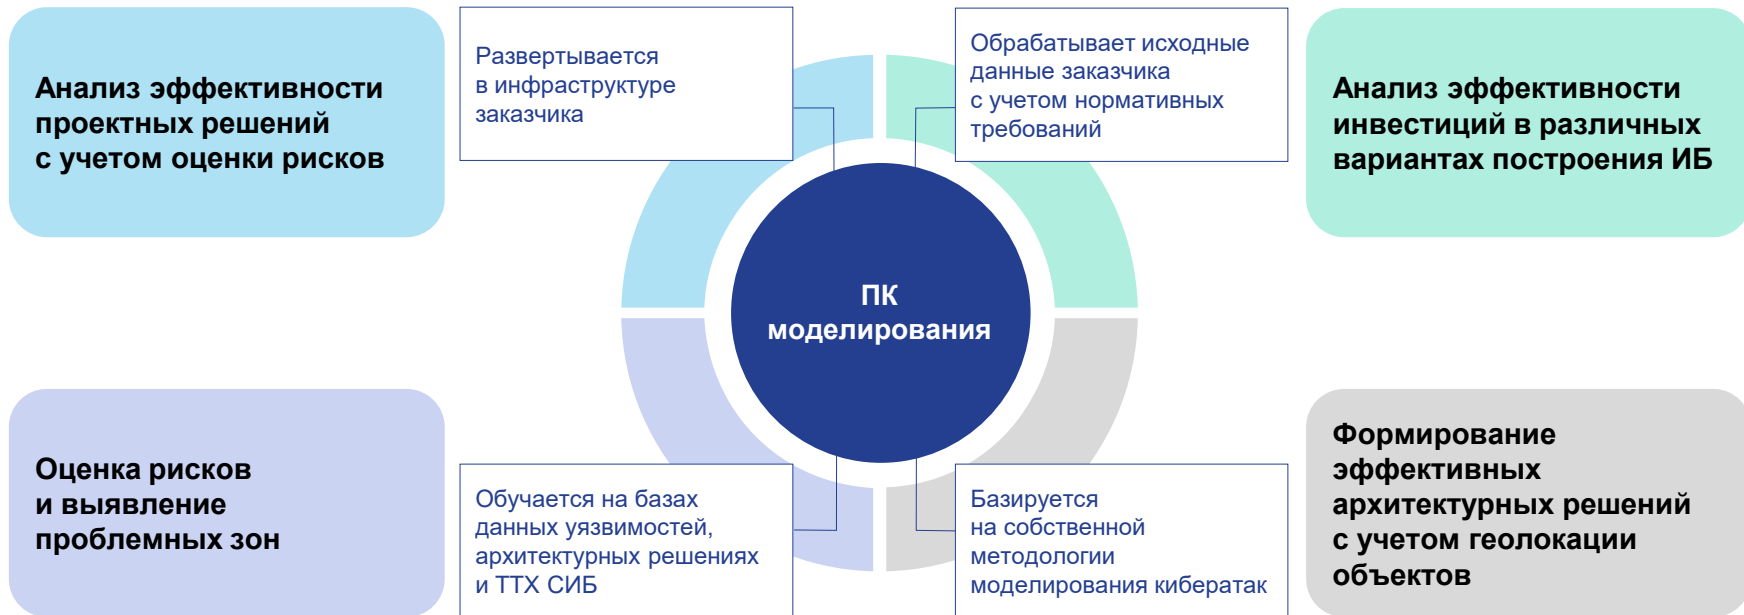 Анализ эффективности
проектных решений
с учетом оценки рисков
Развертывается
в инфраструктуре
заказчика
Обрабатывает исходные
данные заказчика
с учетом нормативных
требований
Анализ эффективности
инвестиций в различных
вариантах построения ИБ
ПК
моделирования
Оценка рисков
и выявление
проблемных зон
Обучается на базах
данных уязвимостей,
архитектурных решениях
и ТТХ СИБ
Базируется
на собственной
методологии
моделирования кибератак
Формирование
эффективных
архитектурных решений
с учетом геолокации
объектов